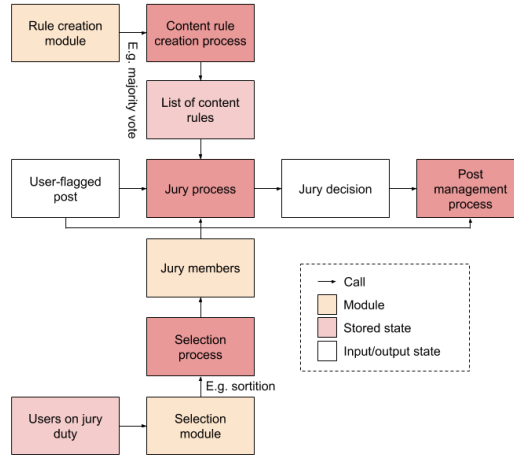 Rule creation
module
Content rule
creation process
E.g. majority vote
List of content
rules
User-flagged
post
Jury process
Jury decision
Post
management
process
Jury members
Call
Module
Stored state
Input/output state
Selection
process
E.g. sortition
Users on jury
duty
Selection
module